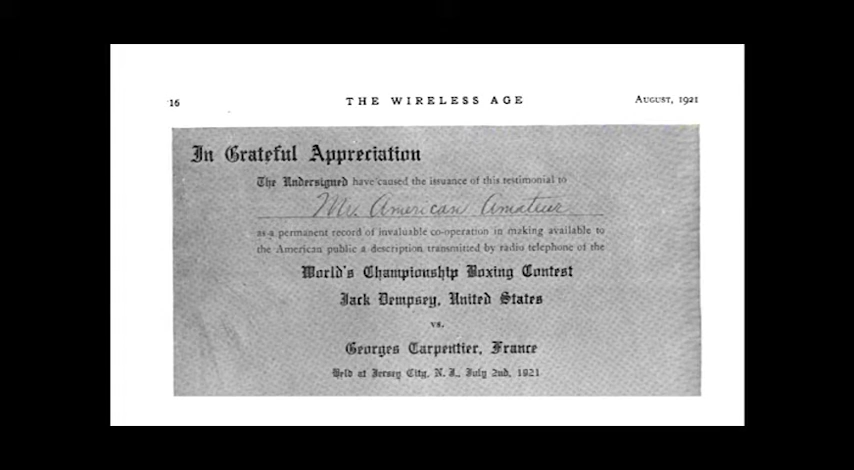 16 THE WIRELESS AGE AUGUST, 1921
In Grateful Appreciation
The Undersigned have caused the issuance of this testimonial to
Mr. American Amateur
as a permanent record of invaluable co-operation in making available to
the American public a description transmitted by radio telephone of the
World's Championship Boxing Contest
Jack Dempsey, United States
vs.
Georges Carpentier, France
Held at Jersey City, N. J., July 2nd, 1921